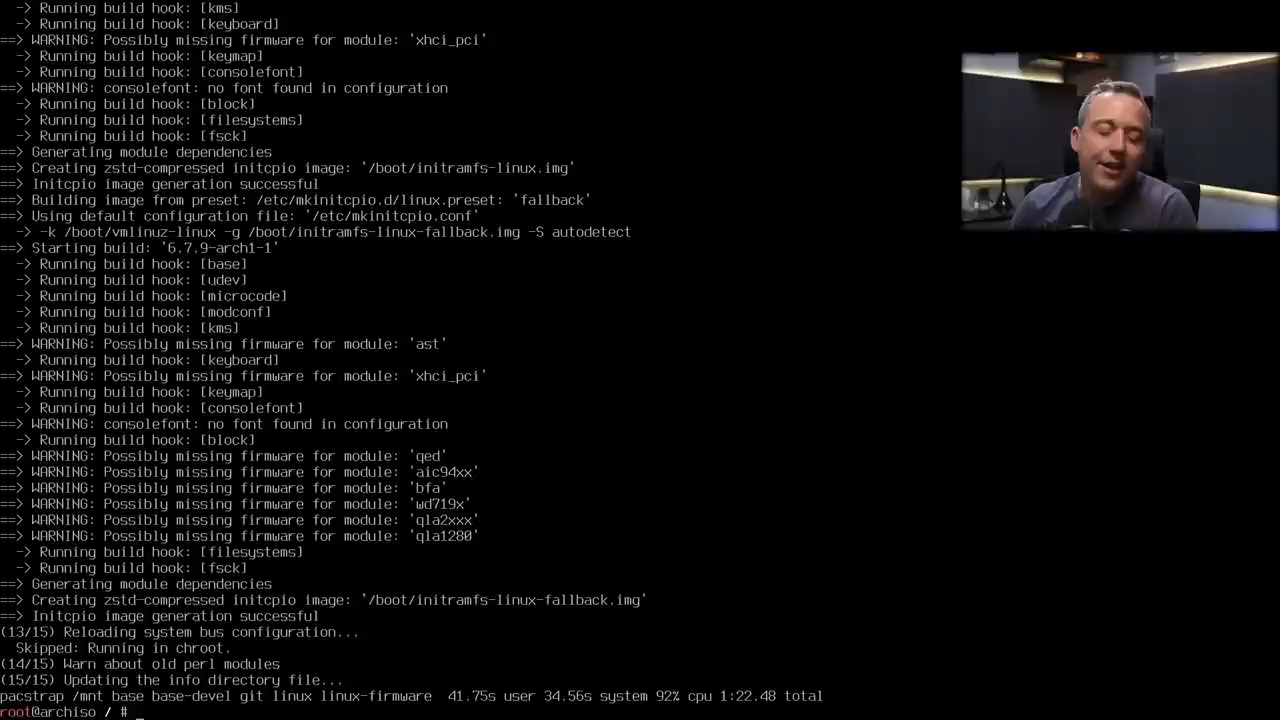 -> Running build hook: [kms]
-> Running build hook: [keyboard]
==> WARNING: Possibly missing firmware for module: 'xhci_pci'
-> Running build hook: [keymap]
-> Running build hook: [consolefont]
==> WARNING: consolefont: no font found in configuration
-> Running build hook: [block]
-> Running build hook: [filesystems]
-> Running build hook: [fsck]
==> Generating module dependencies
==> Creating zstd-compressed initcpio image: '/boot/initramfs-linux.img'
==> Initcpio image generation successful
==> Building image from preset: /etc/mkinitcpio.d/linux.preset: 'fallback'
==> Using default configuration file: '/etc/mkinitcpio.conf'
-> -k /boot/vmlinuz-linux -g /boot/initramfs-linux-fallback.img -S autodetect
==> Starting build: '6.7.9-arch1-1'
-> Running build hook: [base]
-> Running build hook: [udev]
-> Running build hook: [microcode]
-> Running build hook: [modconf]
-> Running build hook: [kms]
==> WARNING: Possibly missing firmware for module: 'ast'
-> Running build hook: [keyboard]
==> WARNING: Possibly missing firmware for module: 'xhci_pci'
-> Running build hook: [keymap]
-> Running build hook: [consolefont]
==> WARNING: consolefont: no font found in configuration
-> Running build hook: [block]
==> WARNING: Possibly missing firmware for module: 'qed'
==> WARNING: Possibly missing firmware for module: 'aic94xx'
==> WARNING: Possibly missing firmware for module: 'bfa'
==> WARNING: Possibly missing firmware for module: 'wd719x'
==> WARNING: Possibly missing firmware for module: 'qla2xxx'
==> WARNING: Possibly missing firmware for module: 'qla1280'
-> Running build hook: [filesystems]
-> Running build hook: [fsck]
==> Generating module dependencies
==> Creating zstd-compressed initcpio image: '/boot/initramfs-linux-fallback.img'
==> Initcpio image generation successful
(13/15) Reloading system bus configuration...
Skipped: Running in chroot.
(14/15) Warn about old perl modules
(15/15) Updating the info directory file...
pacstrap /mnt base base-devel git linux linux-firmware  41.75s user 34.56s system 92% cpu 1:22.48 total
root@archiso / # _